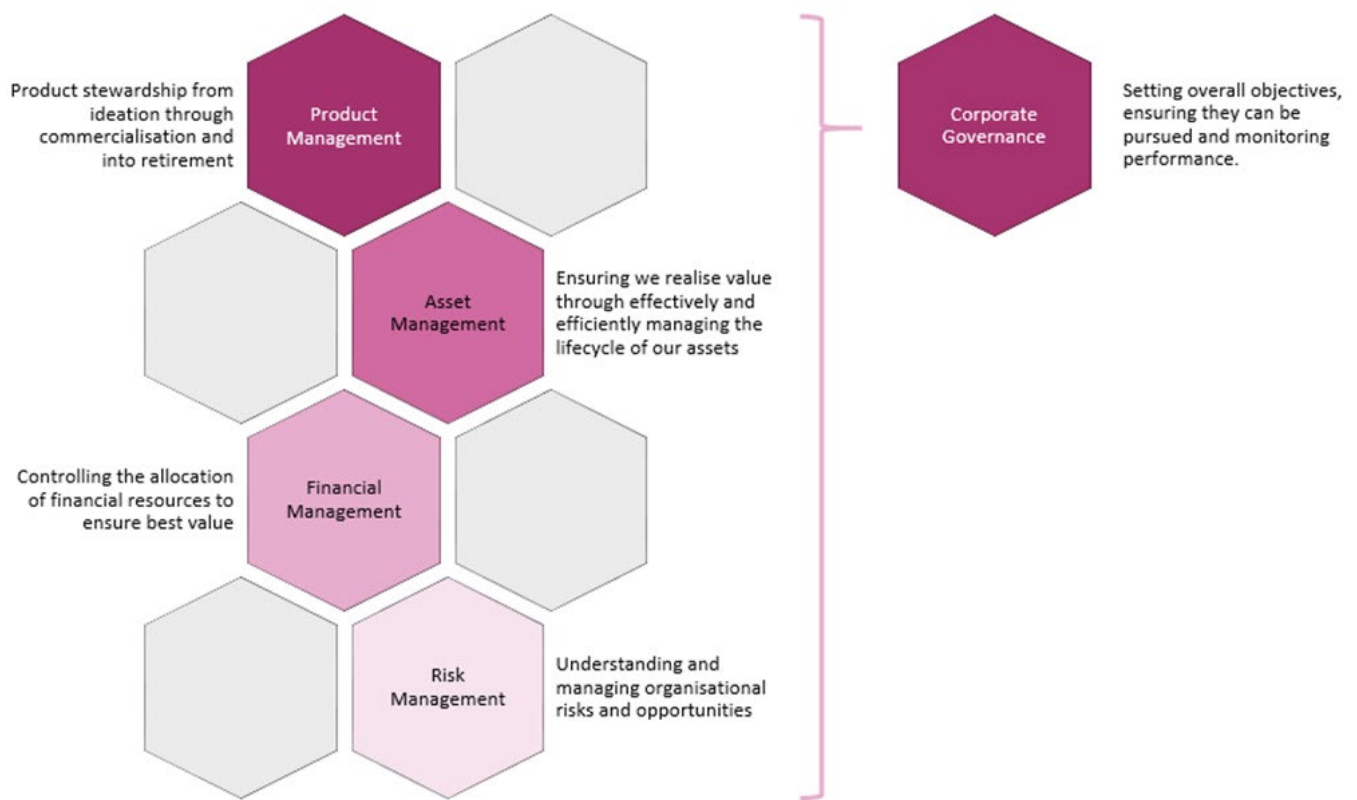 Product stewardship from
ideation through
commercialisation and
into retirement
Product
Management
Asset
Management
Ensuring we realise value
through effectively and
efficiently managing the
lifecycle of our assets
Controlling the allocation
of financial resources to
ensure best value
Financial
Management
Risk
Management
Understanding and
managing organisational
risks and opportunities
Corporate
Governance
Setting overall objectives,
ensuring they can be
pursued and monitoring
performance.